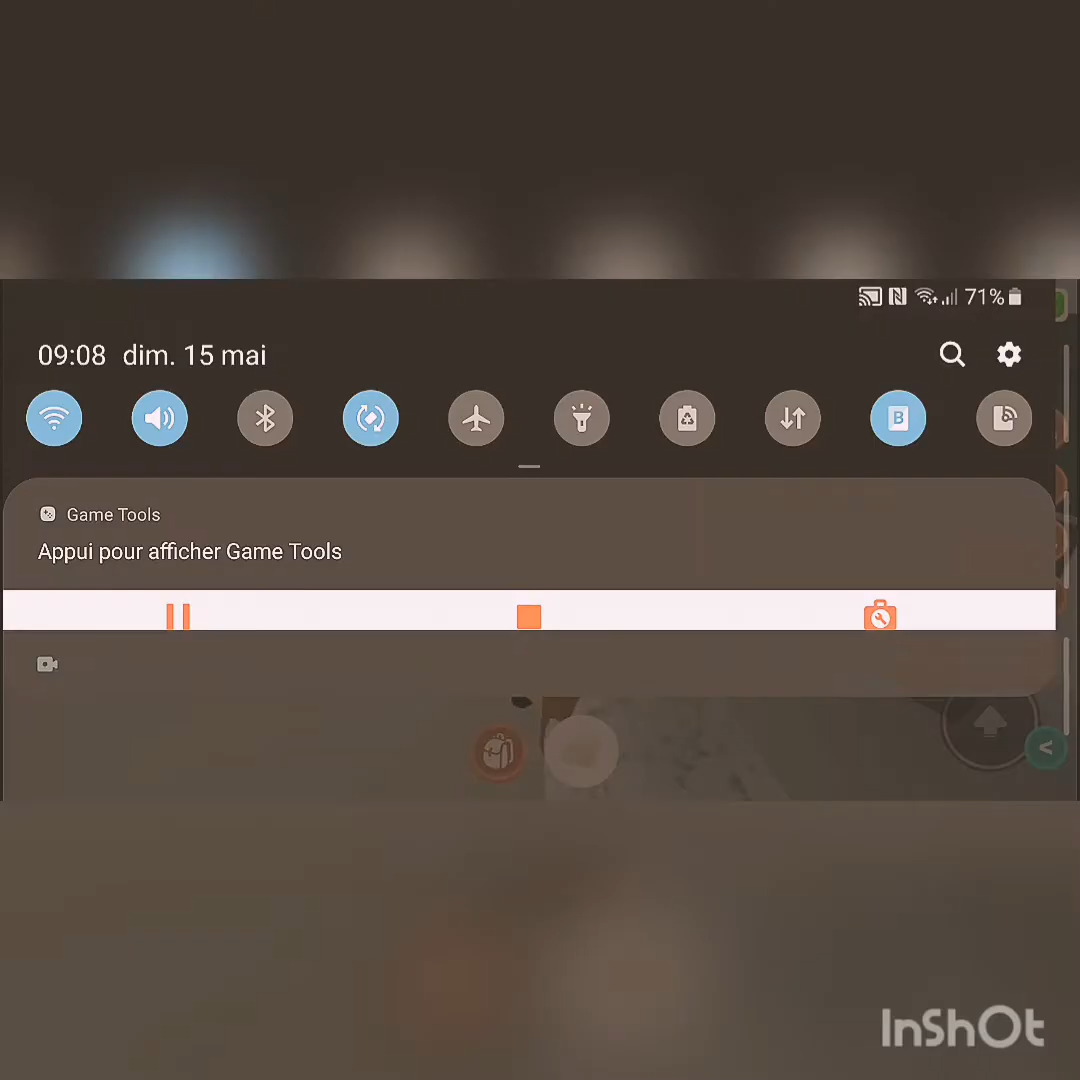 71%
09:08 dim. 15 mai
B
Game Tools
Appui pour afficher Game Tools
<
InShOt